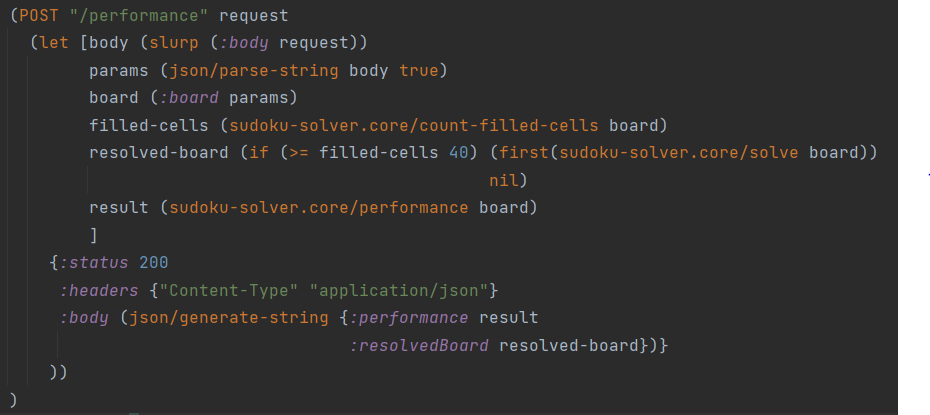 (POST "/performance" request
(let [body (slurp (:body request))
params (json/parse-string body true)
board (:board params)
filled-cells (sudoku-solver.core/count-filled-cells board)
resolved-board (if (>= filled-cells 40) (first(sudoku-solver.core/solve board))
nil)
result (sudoku-solver.core/performance board)
]
{:status 200
:headers {"Content-Type" "application/json"}
:body (json/generate-string {:performance result
:resolvedBoard resolved-board})}
))
)